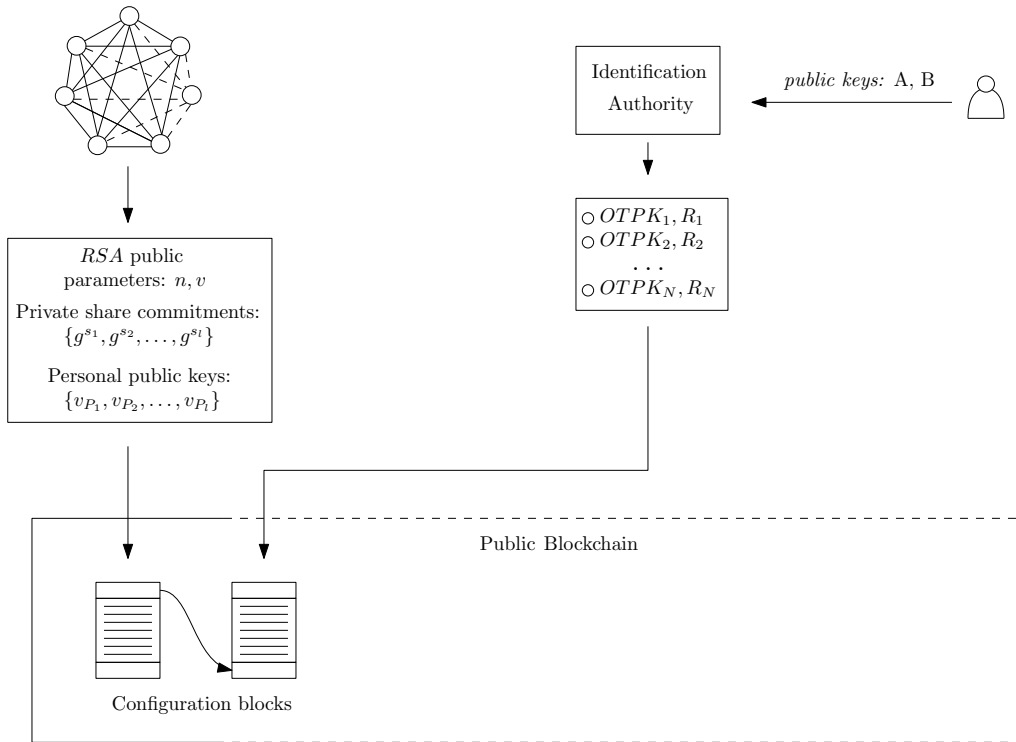 RSA public
parameters: n, v
Private share commitments:
{g^{s_1}, g^{s_2}, . . . , g^{s_l}}
Personal public keys:
{v_{P_1}, v_{P_2}, . . . , v_{P_l}}
Identification
Authority
public keys: A, B
OTPK_1, R_1
OTPK_2, R_2
. . .
OTPK_N, R_N
Public Blockchain
Configuration blocks